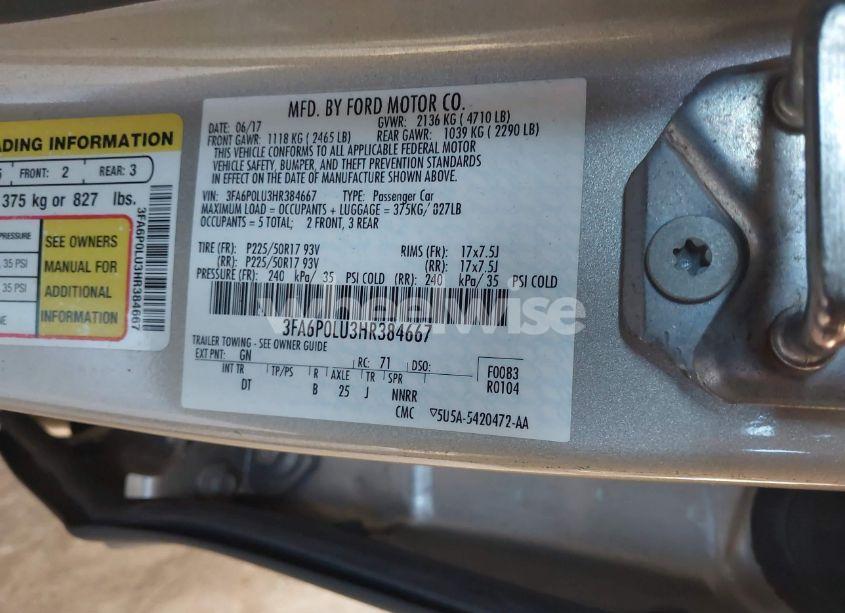 ADING INFORMATION
FRONT: 2 REAR: 3
375 kg or 827 lbs.
PRESSURE
, 35 PSI
35 PSI
NE
SEE OWNERS
MANUAL FOR
ADDITIONAL
INFORMATION
3FA6P0LU3HR384667
MFD. BY FORD MOTOR CO.
DATE: 06/17 GVWR: 2136 KG ( 4710 LB)
FRONT GAWR: 1118 KG ( 2465 LB) REAR GAWR: 1039 KG ( 2290 LB)
THIS VEHICLE CONFORMS TO ALL APPLICABLE FEDERAL MOTOR
VEHICLE SAFETY, BUMPER, AND THEFT PREVENTION STANDARDS
IN EFFECT ON THE DATE OF MANUFACTURE SHOWN ABOVE.
VIN: 3FA6P0LU3HR384667 TYPE: Passenger Car
MAXIMUM LOAD = OCCUPANTS + LUGGAGE = 375KG/ 827LB
OCCUPANTS = 5 TOTAL; 2 FRONT, 3 REAR
TIRE (FR): P225/50R17 93V RIMS (FR): 17x7.5J
(RR): P225/50R17 93V (RR): 17x7.5J
PRESSURE (FR): 240 kPa/ 35 PSI COLD (RR): 240 kPa/ 35 PSI COLD
wheelwise
3FA6P0LU3HR384667
TRAILER TOWING - SEE OWNER GUIDE
EXT PNT: GN RC: 71 DSO:
INT TR TP/PS R AXLE TR SPR
DT B 25 J NNRR
F0083
R0104
CMC ▽5U5A-5420472-AA